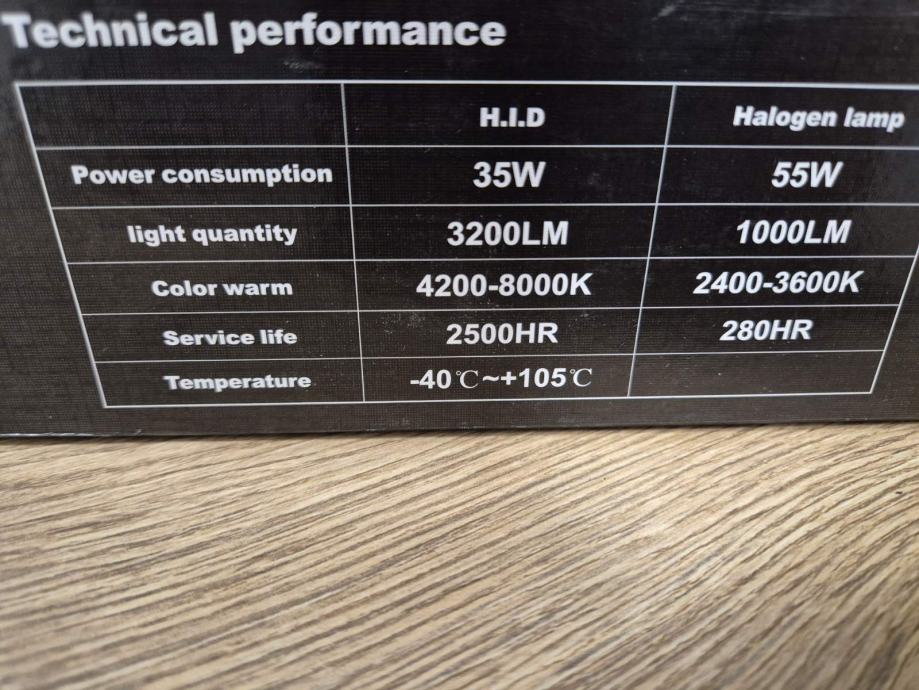 Technical performance
H.I.D Halogen lamp
Power consumption 35W 55W
light quantity 3200LM 1000LM
Color warm 4200-8000K 2400-3600K
Service life 2500HR 280HR
Temperature -40℃~+105℃